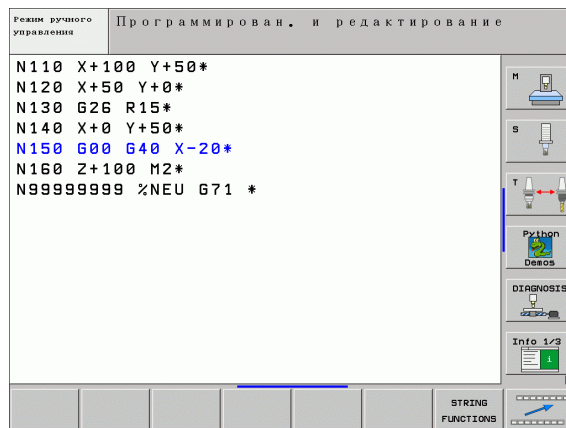 Режим ручного
управления
Программирован. и редактирование
N110 X+100 Y+50*
N120 X+50 Y+0*
N130 G26 R15*
N140 X+0 Y+50*
N150 G00 G40 X-20*
N160 Z+100 M2*
N99999999 %NEU G71 *
M
S
T
Python
Demos
DIAGNOSIS
Info 1/3
i
STRING
FUNCTIONS